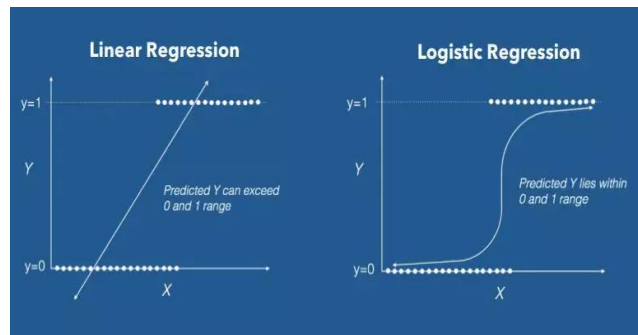 Linear Regression
y=1
Y
Predicted Y can exceed
0 and 1 range
y=0
X
Logistic Regression
y=1
Y
Predicted Y lies within
0 and 1 range
y=0
X